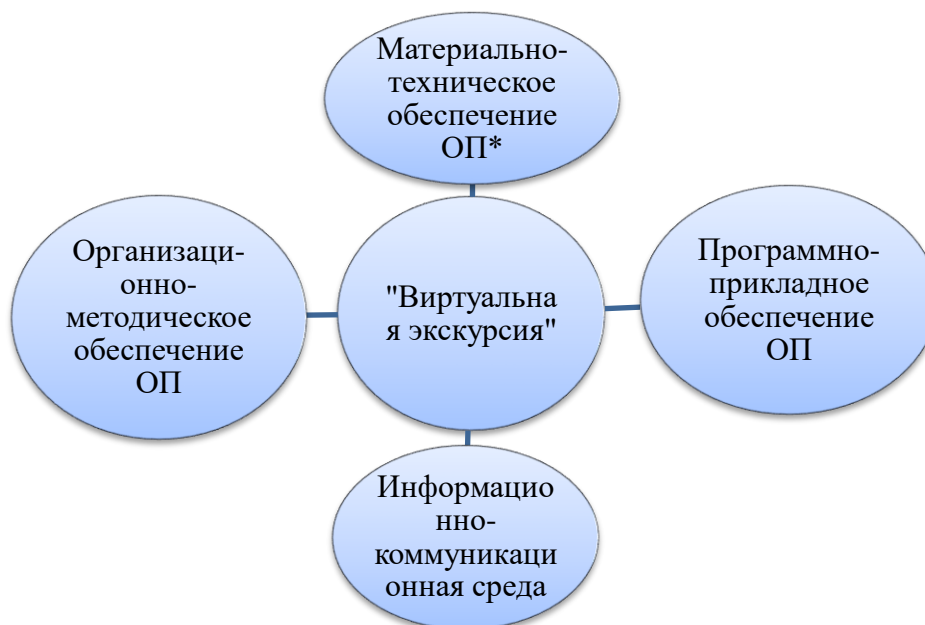 Материально-
техническое
обеспечение
ОП*
Организаци-
онно-
методическое
обеспечение
ОП
"Виртуальна
я экскурсия"
Программно-
прикладное
обеспечение
ОП
Информацио
нно-
коммуникаци
онная среда